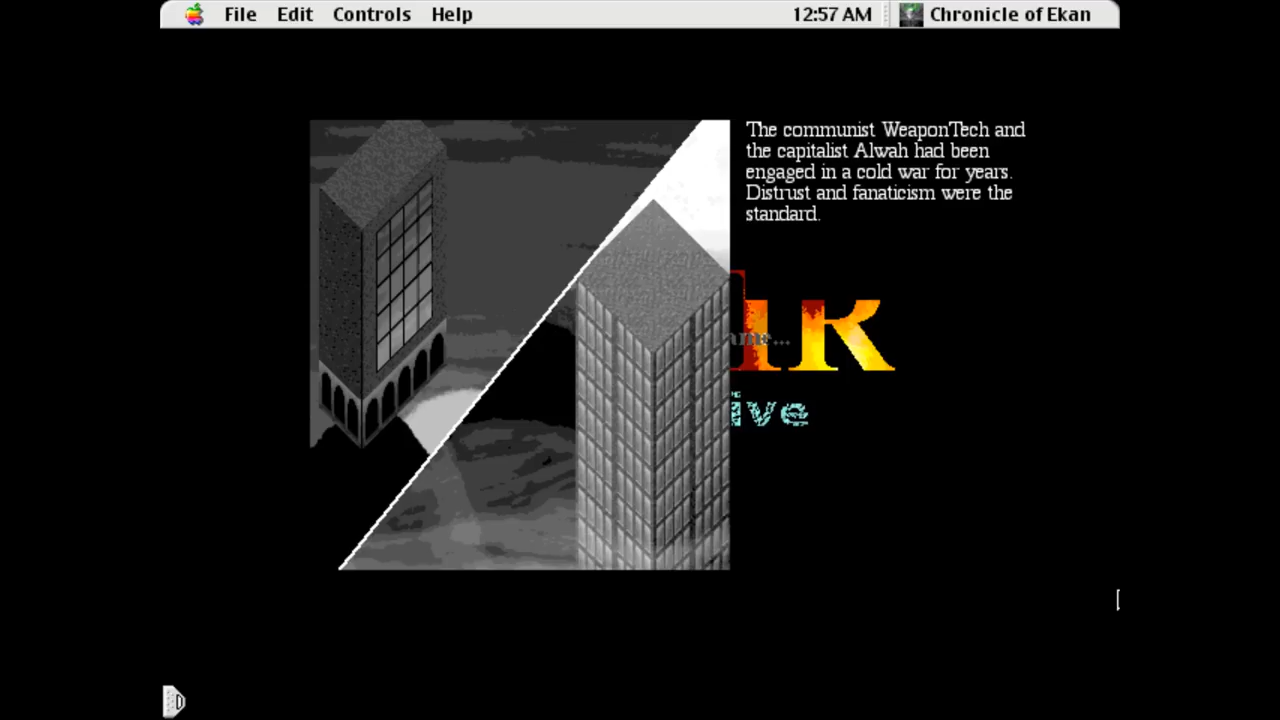 File Edit Controls Help 12:57 AM Chronicle of Ekan
The communist WeaponTech and
the capitalist Alwah had been
engaged in a cold war for years.
Distrust and fanaticism were the
standard.
ive